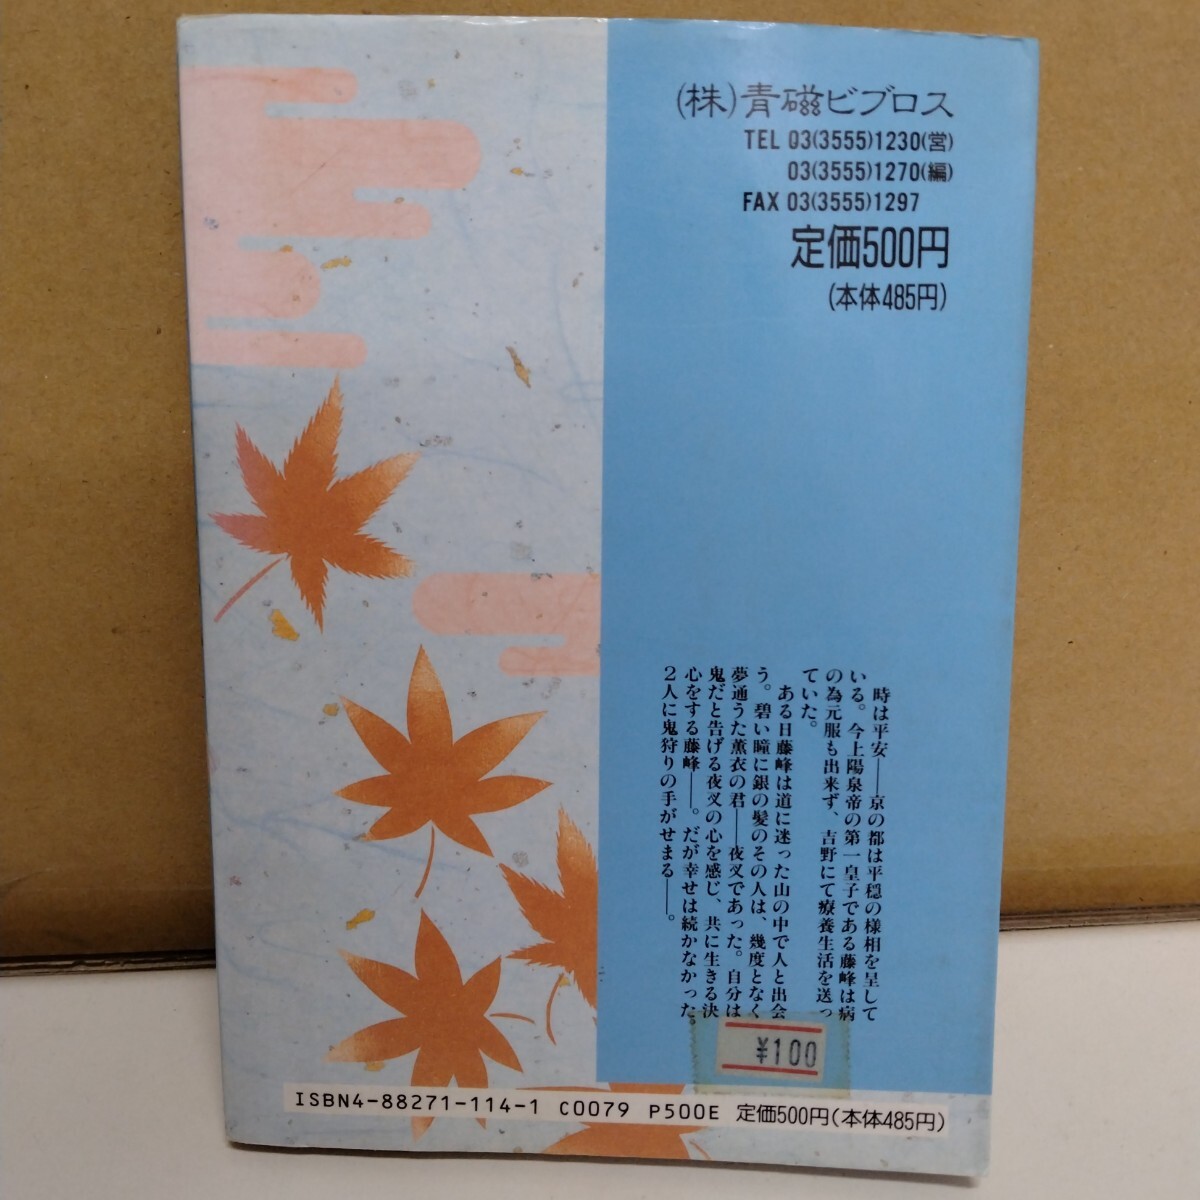 (株)青磁ビブロス
TEL 03(3555)1230(営)
03(3555)1270(編)
FAX 03(3555)1297
定価500円
(本体485円)
時は平安――京の都は平穏の様相を呈して
いる。今上陽泉帝の第一皇子である藤峰は病
の為元服も出来ず、吉野にて療養生活を送っ
ていた。
ある日藤峰は道に迷った山の中で人と出会
う。碧い瞳に銀の髪のその人は、幾度となく
夢通うた薫衣の君――夜叉であった。自分は
鬼だと告げる夜叉の心を感じ、共に生きる決
心をする藤峰――。だが幸せは続かなかった。
2人に鬼狩りの手がせまる――。
¥100
ISBN4-88271-114-1 C0079 P500E 定価500円(本体485円)